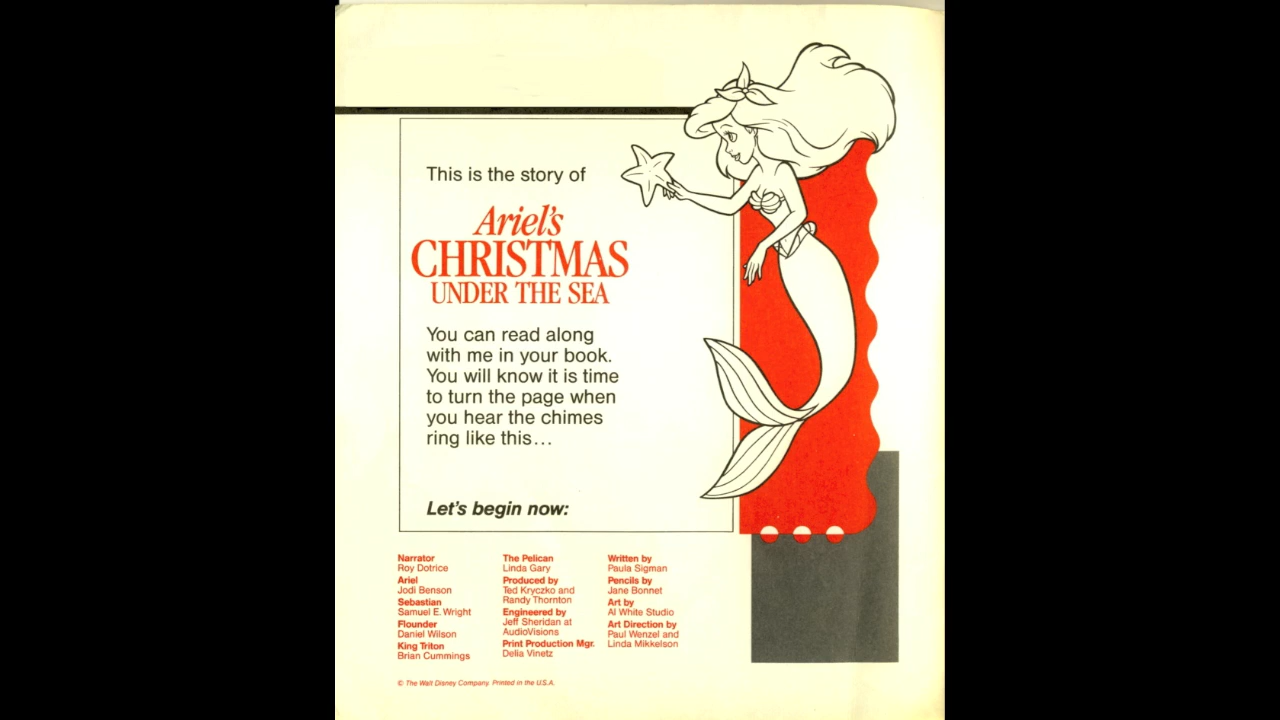 This is the story of
Ariel's
CHRISTMAS
UNDER THE SEA
You can read along
with me in your book.
You will know it is time
to turn the page when
you hear the chimes
ring like this...
Let's begin now:
Narrator
Roy Dotrice
Ariel
Jodi Benson
Sebastian
Samuel E. Wright
Flounder
Daniel Wilson
King Triton
Brian Cummings
The Pelican
Linda Gary
Produced by
Ted Kryczko and
Randy Thornton
Engineered by
Jeff Sheridan at
AudioVisions
Print Production Mgr.
Delia Vinetz
Written by
Paula Sigman
Pencils by
Jane Bonnet
Art by
Al White Studio
Art Direction by
Paul Wenzel and
Linda Mikkelson
© The Walt Disney Company. Printed in the U.S.A.